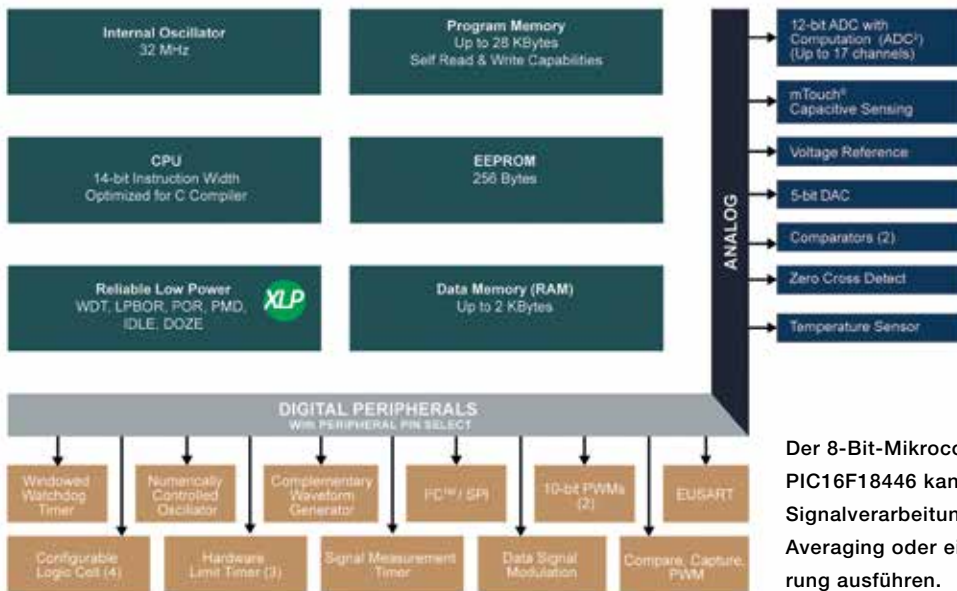 Internal Oscillator
32 MHz
Program Memory
Up to 28 KBytes
Self Read & Write Capabilities
CPU
14-bit Instruction Width
Optimized for C Compiler
EEPROM
256 Bytes
Reliable Low Power
WDT, LPBOR, POR, PMD,
IDLE, DOZE
XLP
Data Memory (RAM)
Up to 2 KBytes
ANALOG
12-bit ADC with
Computation (ADC²)
(Up to 17 channels)
mTouch®
Capacitive Sensing
Voltage Reference
5-bit DAC
Comparators (2)
Zero Cross Detect
Temperature Sensor
DIGITAL PERIPHERALS
With PERIPHERAL PIN SELECT
Windowed
Watchdog
Timer
Numerically
Controlled
Oscillator
Complementary
Waveform
Generator
I²C™ / SPI
10-bit PWMs
(2)
EUSART
Configurable
Logic Cell (4)
Hardware
Limit Timer (3)
Signal Measurement
Timer
Data Signal
Modulation
Compare, Capture,
PWM
Der 8-Bit-Mikroco
PIC16F18446 kan
Signalverarbeitun
Averaging oder ei
rung ausführen.